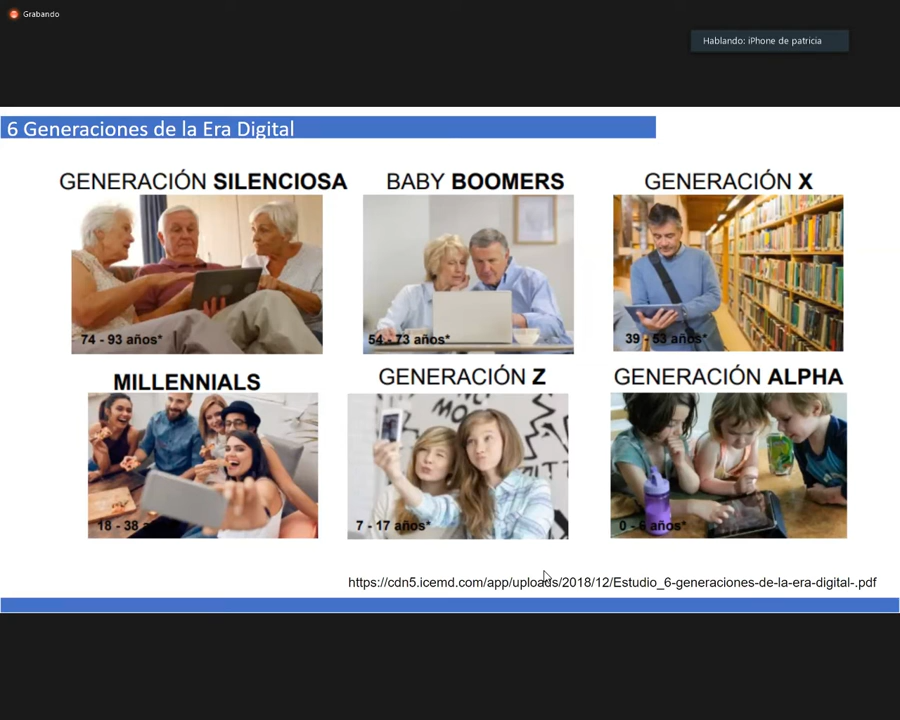 Grabando
Hablando: iPhone de patricia
6 Generaciones de la Era Digital
GENERACIÓN SILENCIOSA
BABY BOOMERS
GENERACIÓN X
74 - 93 años*
54 - 73 años*
39 - 53 años*
MILLENNIALS
GENERACIÓN Z
GENERACIÓN ALPHA
18 - 38
7 - 17 años*
0 - años*
https://cdn5.icemd.com/app/uploads/2018/12/Estudio_6-generaciones-de-la-era-digital-.pdf